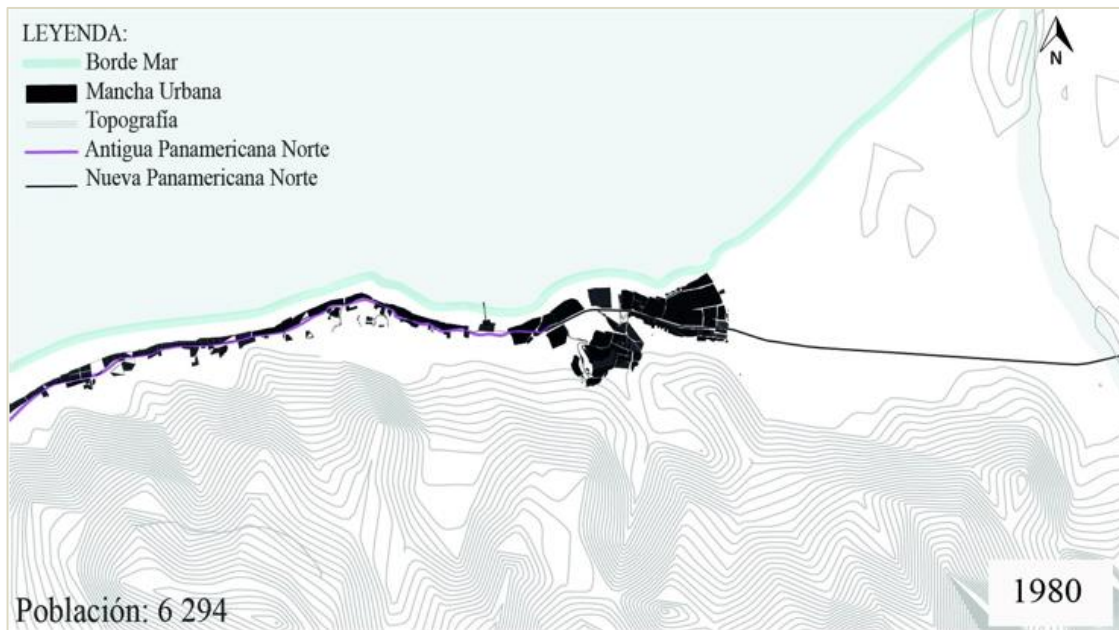 LEYENDA:
Borde Mar
Mancha Urbana
Topografía
Antigua Panamericana Norte
Nueva Panamericana Norte
N
Población: 6 294
1980